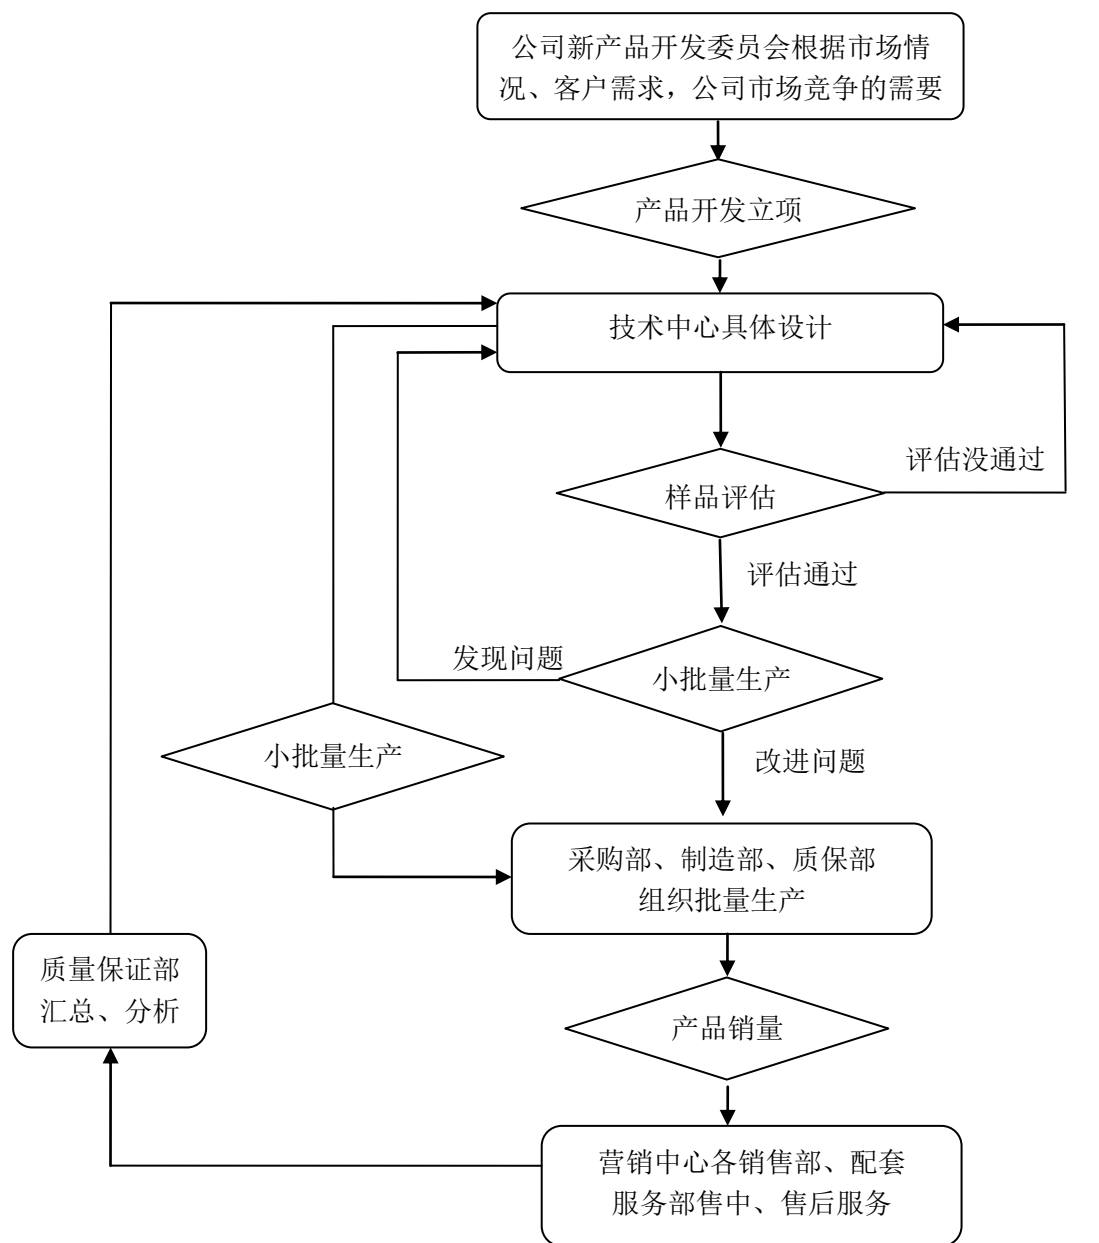 公司新产品开发委员会根据市场情
况、客户需求，公司市场竞争的需要
产品开发立项
技术中心具体设计
评估没通过
样品评估
评估通过
发现问题
小批量生产
小批量生产
改进问题
采购部、制造部、质保部
组织批量生产
质量保证部
汇总、分析
产品销量
营销中心各销售部、配套
服务部售中、售后服务